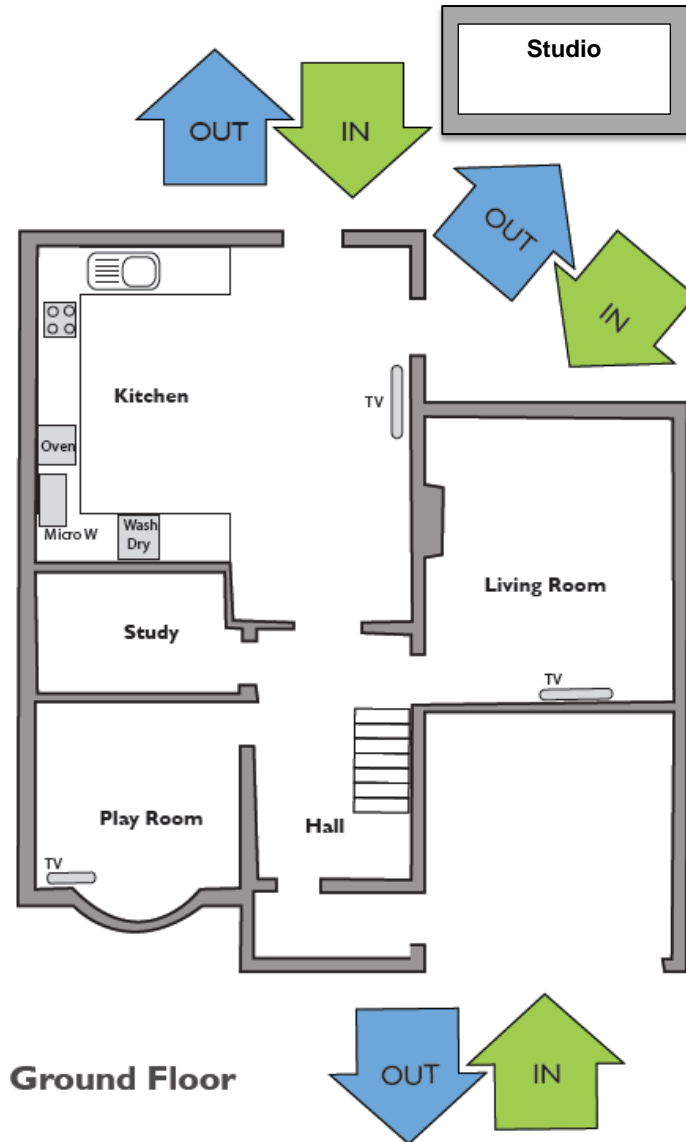 Studio
OUT
IN
OUT
IN
Kitchen
TV
Oven
Micro W
Wash
Dry
Living Room
Study
TV
Play Room
Hall
TV
Ground Floor
OUT
IN